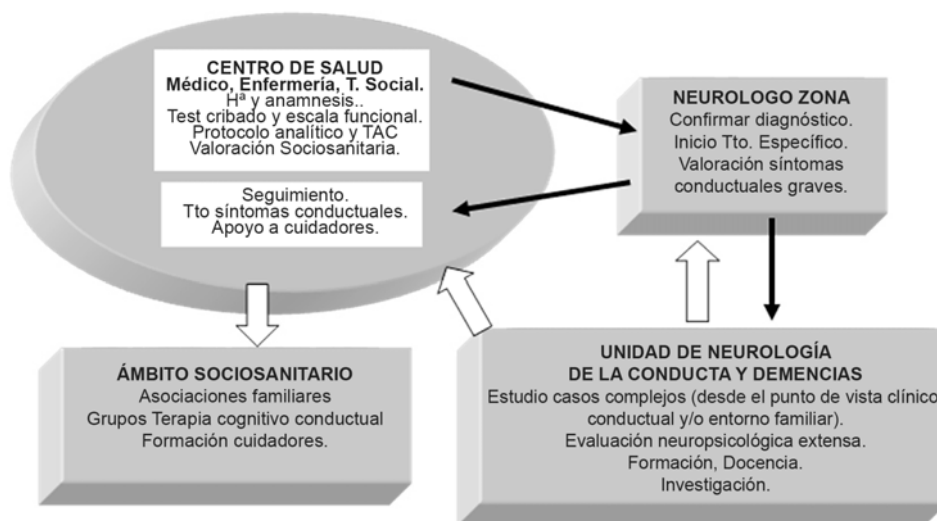 CENTRO DE SALUD
Médico, Enfermería, T. Social.
Hª y anamnesis..
Test cribado y escala funcional.
Protocolo analítico y TAC
Valoración Sociosanitaria.
Seguimiento.
Tto síntomas conductuales.
Apoyo a cuidadores.
NEUROLOGO ZONA
Confirmar diagnóstico.
Inicio Tto. Específico.
Valoración síntomas
conductuales graves.
ÁMBITO SOCIOSANITARIO
Asociaciones familiares
Grupos Terapia cognitivo conductual
Formación cuidadores.
UNIDAD DE NEUROLOGÍA
DE LA CONDUCTA Y DEMENCIAS
Estudio casos complejos (desde el punto de vista clínico
conductual y/o entorno familiar).
Evaluación neuropsicológica extensa.
Formación, Docencia.
Investigación.